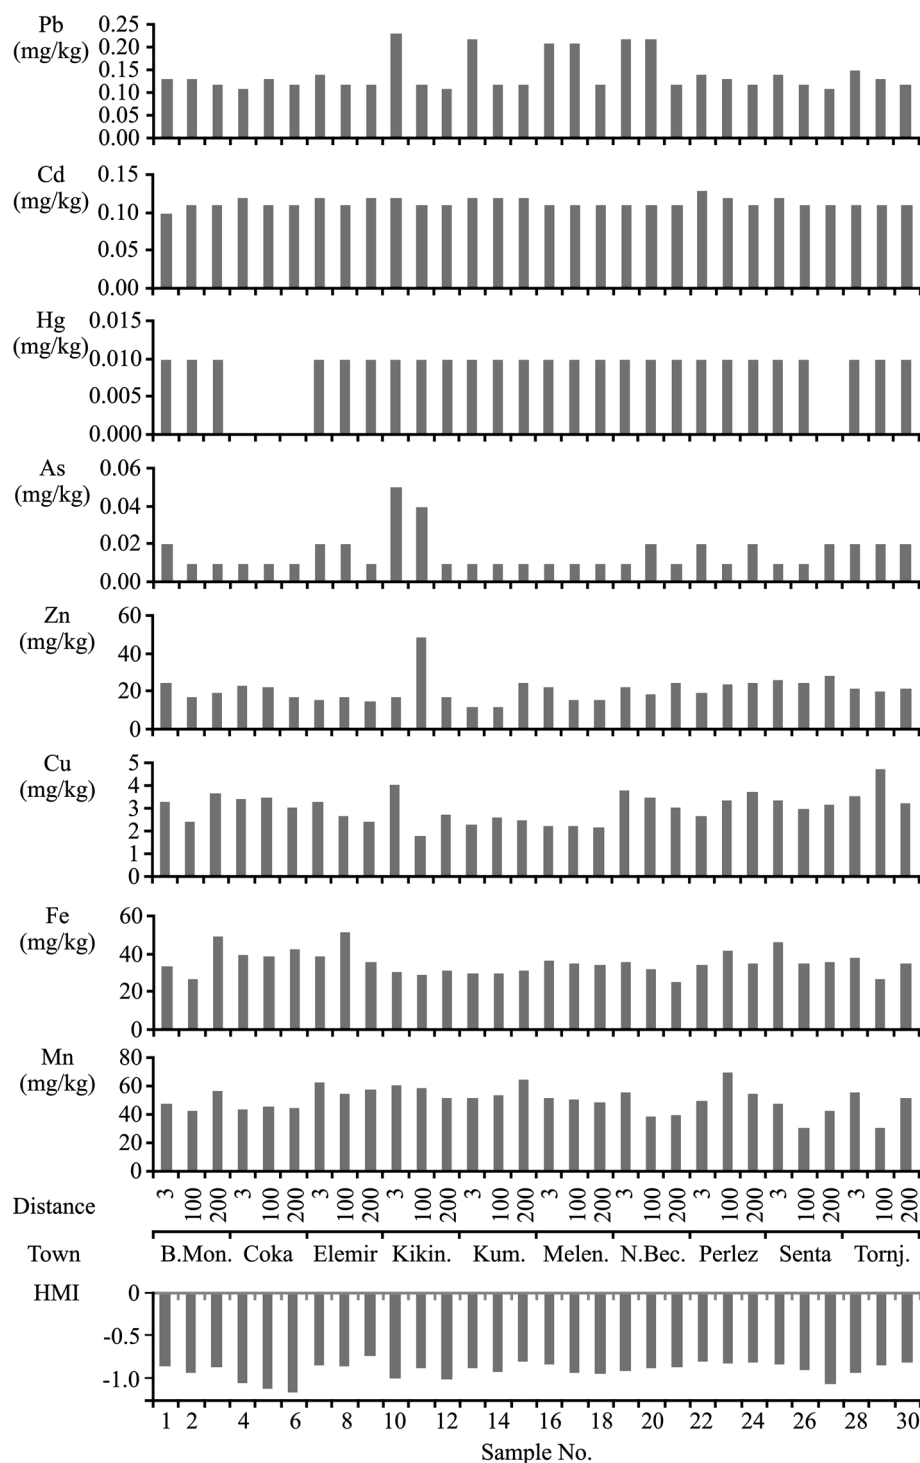 Pb
(mg/kg)
0.25
0.20
0.15
0.10
0.05
0.00
Cd
(mg/kg)
0.15
0.10
0.05
0.00
Hg
(mg/kg)
0.015
0.010
0.005
0.000
As
(mg/kg)
0.06
0.04
0.02
0.00
Zn
(mg/kg)
60
40
20
0
Cu
(mg/kg)
5
4
3
2
1
0
Fe
(mg/kg)
60
40
20
0
Mn
(mg/kg)
80
60
40
20
0
Distance 3 100 200 3 100 200 3 100 200 3 100 200 3 100 200 3 100 200 3 100 200 3 100 200 3 100 200 3 100 200
Town B.Mon. Coka Elemir Kikin. Kum. Melen. N.Bec. Perlez Senta Tornj.
HMI
0
-0.5
-1.0
1 2 4 6 8 10 12 14 16 18 20 22 24 26 28 30
Sample No.